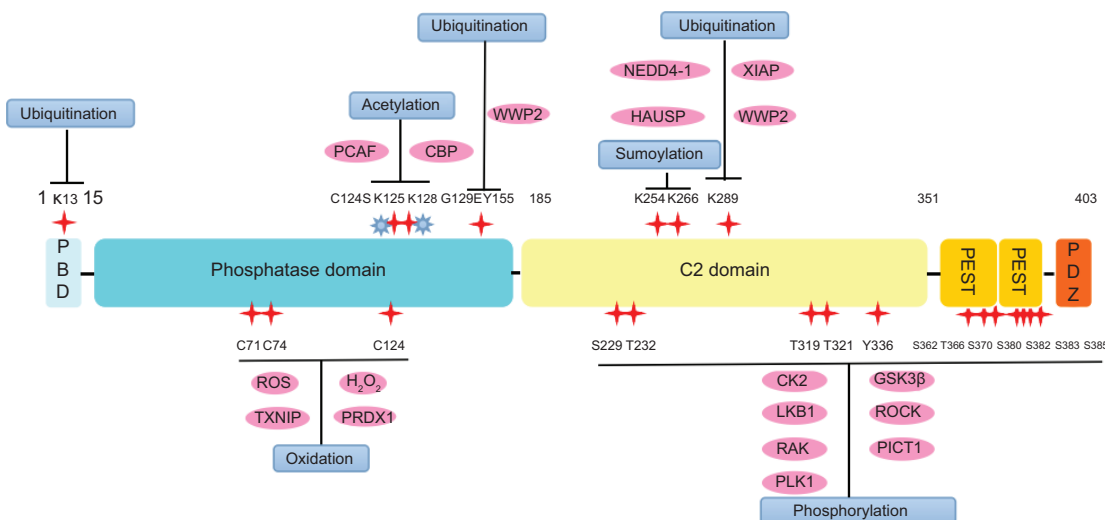 Ubiquitination
Ubiquitination
Ubiquitination
NEDD4-1
XIAP
Acetylation
WWP2
HAUSP
WWP2
PCAF
CBP
Sumoylation
1 K13 15
C124S K125 K128 G129EY155 185
K254 K266 K289
351
403
P
B
D
Phosphatase domain
C2 domain
PEST
PEST
P
D
Z
C71 C74
C124
S229 T232
T319 T321 Y336
S362 T366 S370 S380 S382 S383 S385
ROS
H2O2
TXNIP
PRDX1
Oxidation
CK2
GSK3β
LKB1
ROCK
RAK
PICT1
PLK1
Phosphorylation